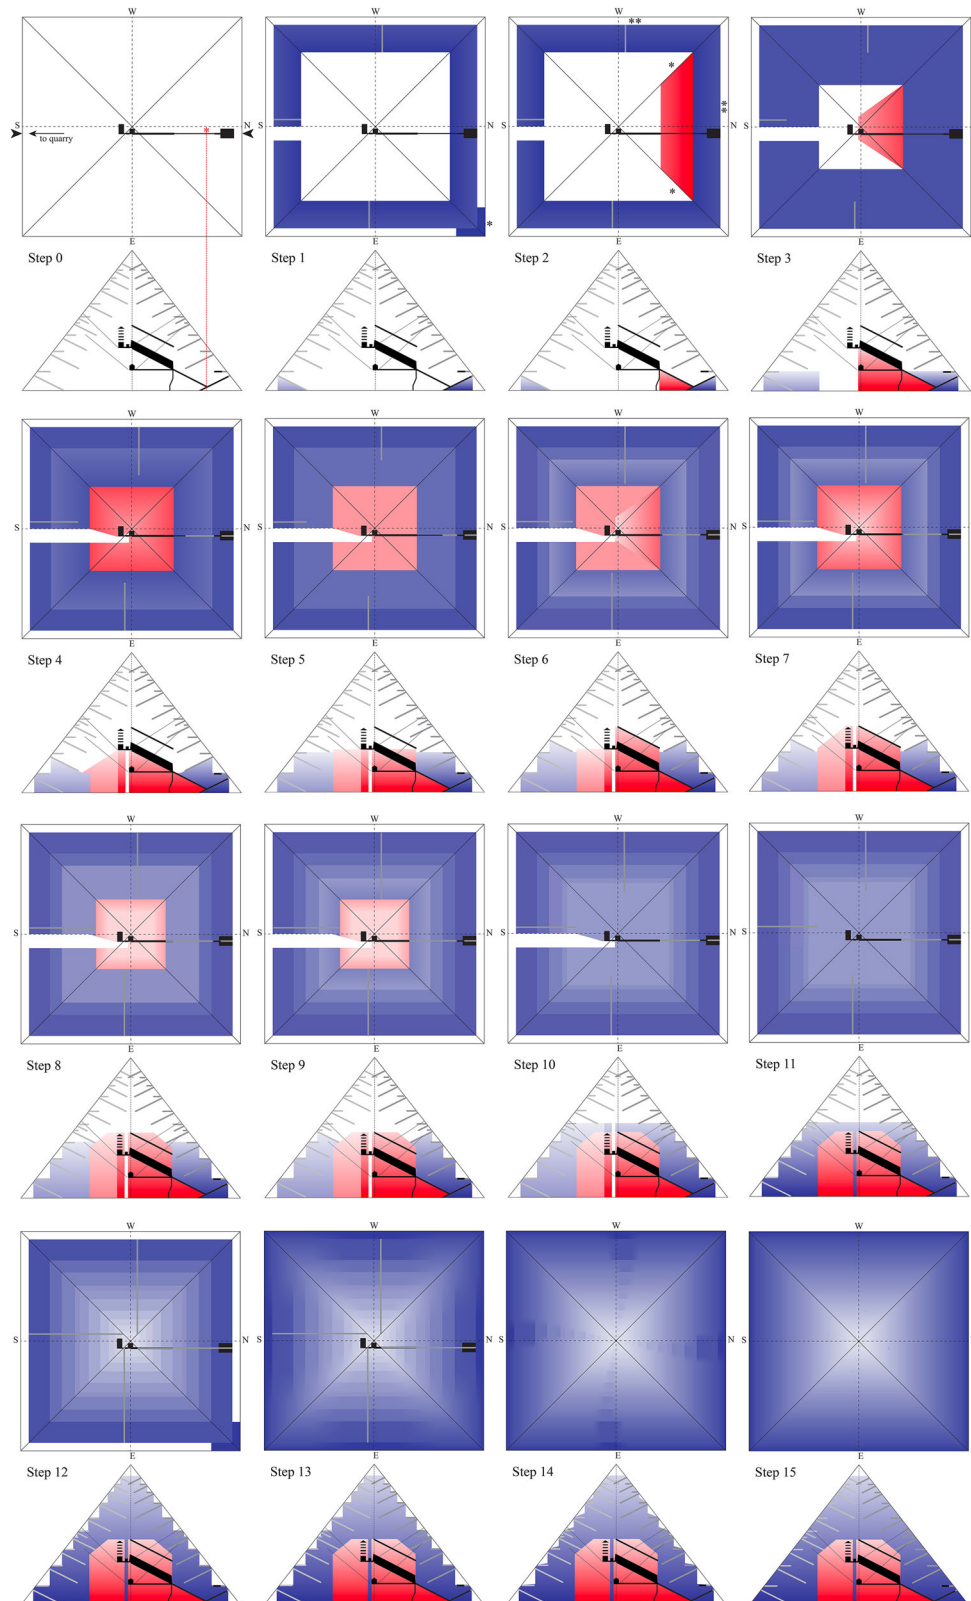 W W W W
S to quarry N S N S N S N
E E E E
Step 0 Step 1 Step 2 Step 3
* * ** * ** *
W W W W
S N S N S N S N
E E E E
Step 4 Step 5 Step 6 Step 7
W W W W
S N S N S N S N
E E E E
Step 8 Step 9 Step 10 Step 11
W W W W
S N S N S N S N
E E E E
Step 12 Step 13 Step 14 Step 15